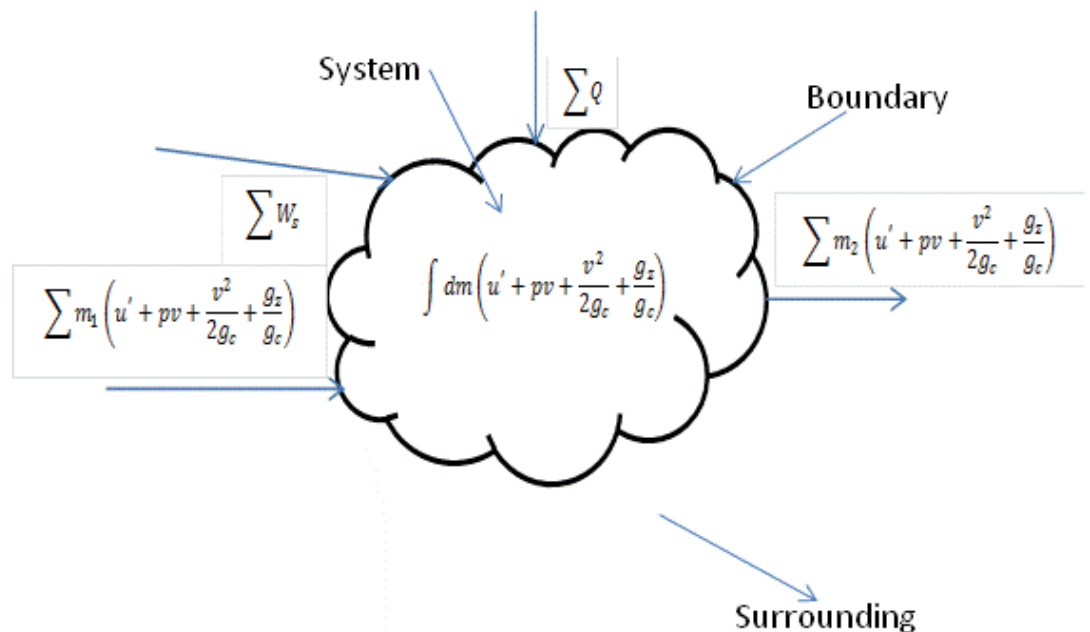 System
∑Q
Boundary
∑W_s
∑m_2(u' + pv + v^2/2g_c + g_z/g_c)
∫dm(u' + pv + v^2/2g_c + g_z/g_c)
∑m_1(u' + pv + v^2/2g_c + g_z/g_c)
Surrounding